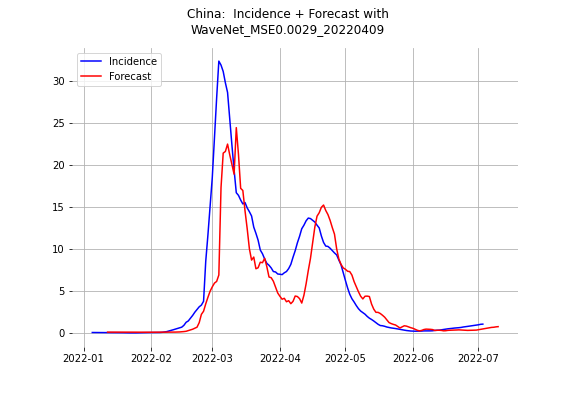 China:  Incidence + Forecast with
WaveNet_MSE0.0029_20220409
Incidence
Forecast
30
25
20
15
10
5
0
2022-01 2022-02 2022-03 2022-04 2022-05 2022-06 2022-07